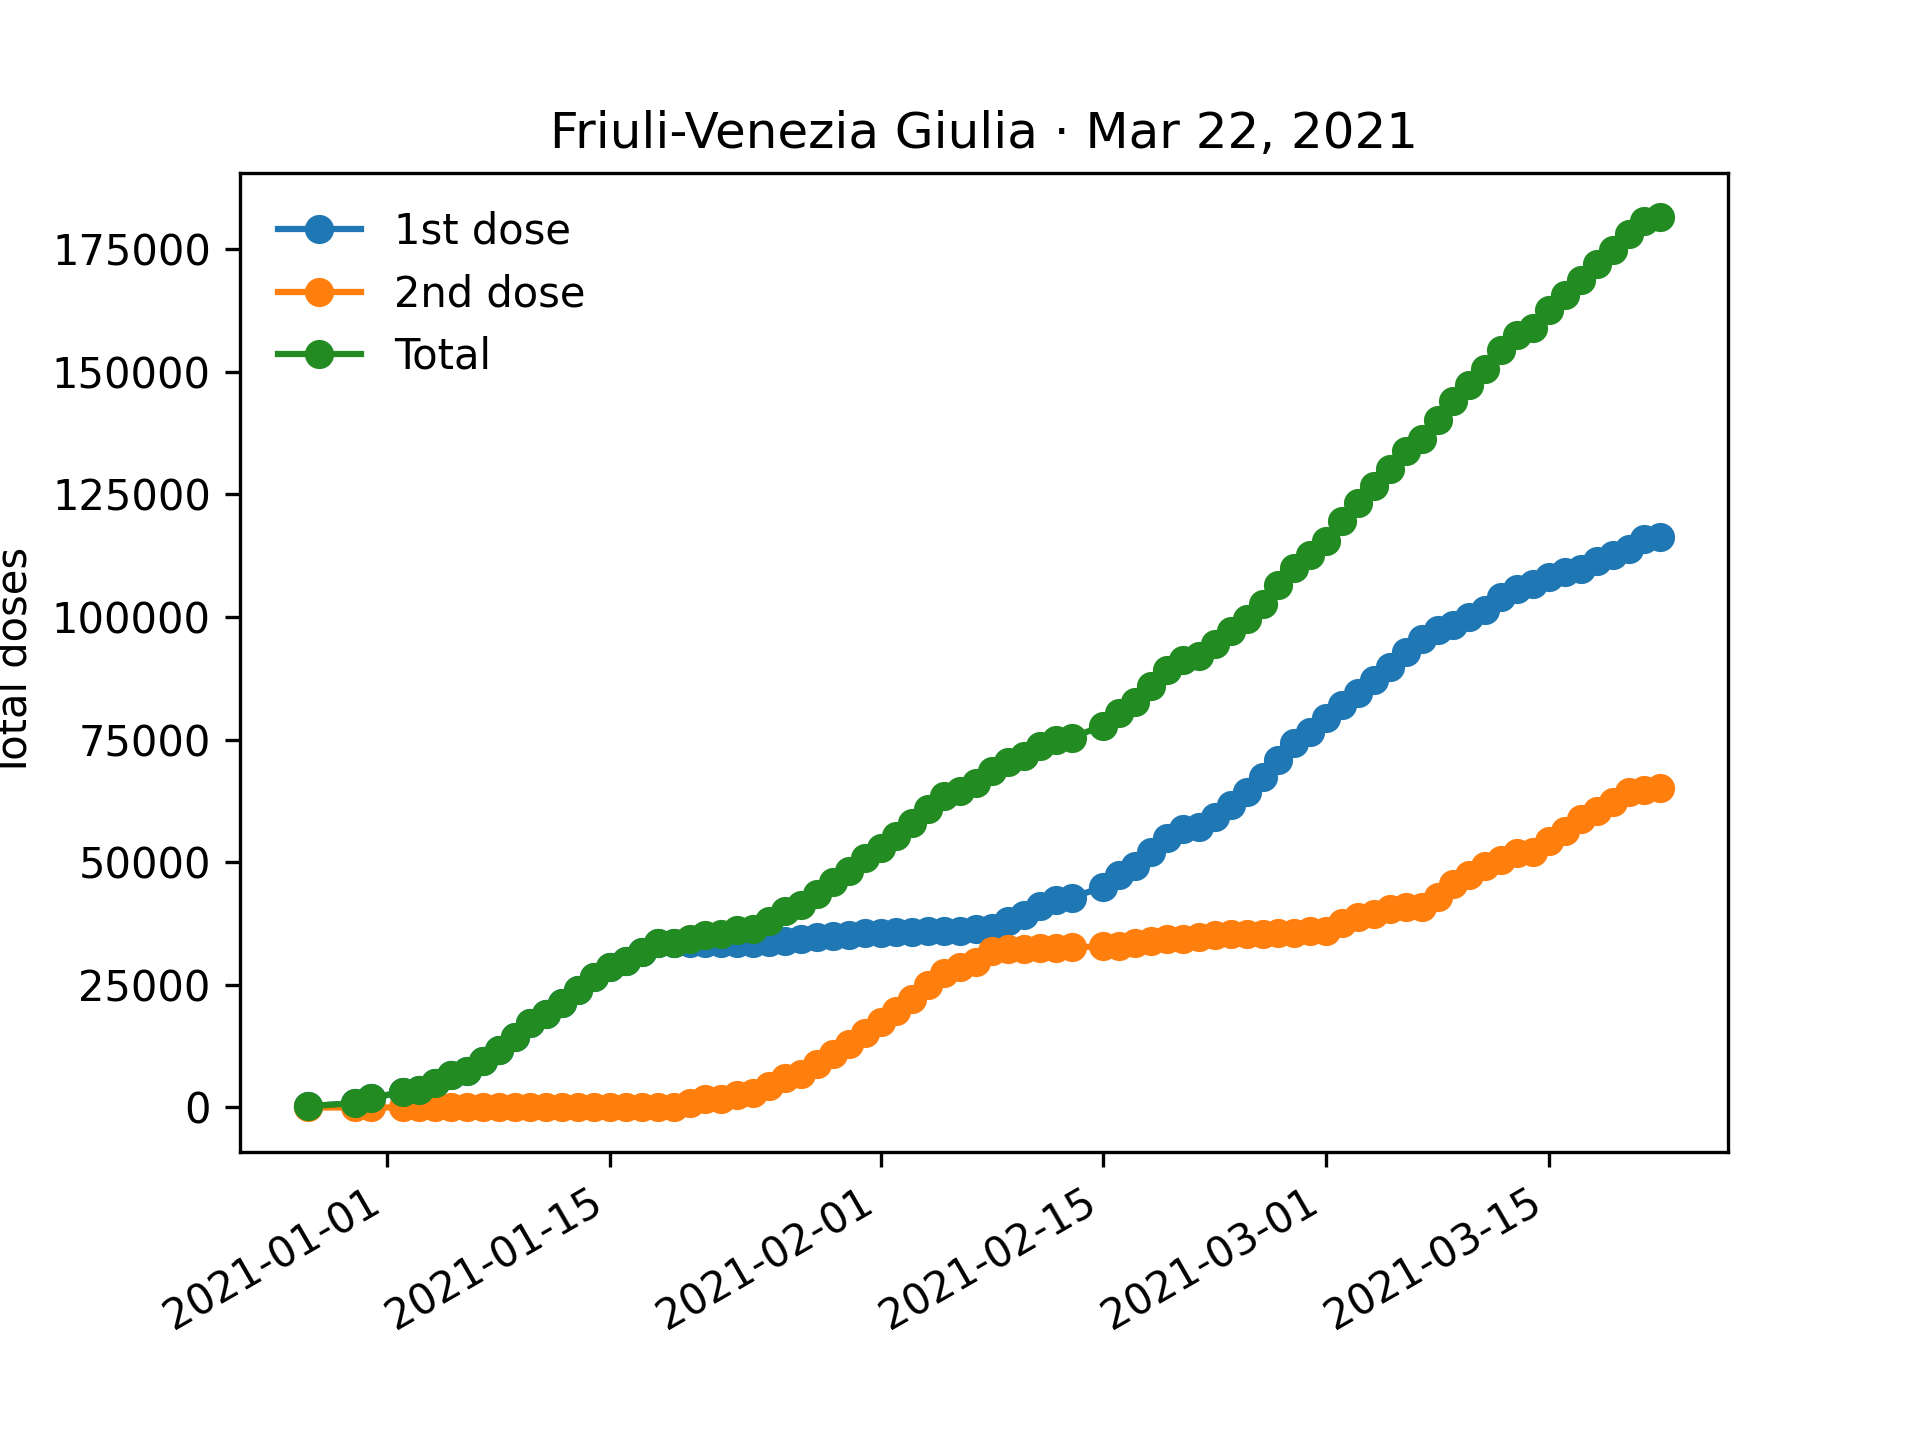 Friuli-Venezia Giulia · Mar 22, 2021
1st dose
2nd dose
Total
175000
150000
125000
100000
75000
50000
25000
0
Total doses
2021-01-01
2021-01-15
2021-02-01
2021-02-15
2021-03-01
2021-03-15